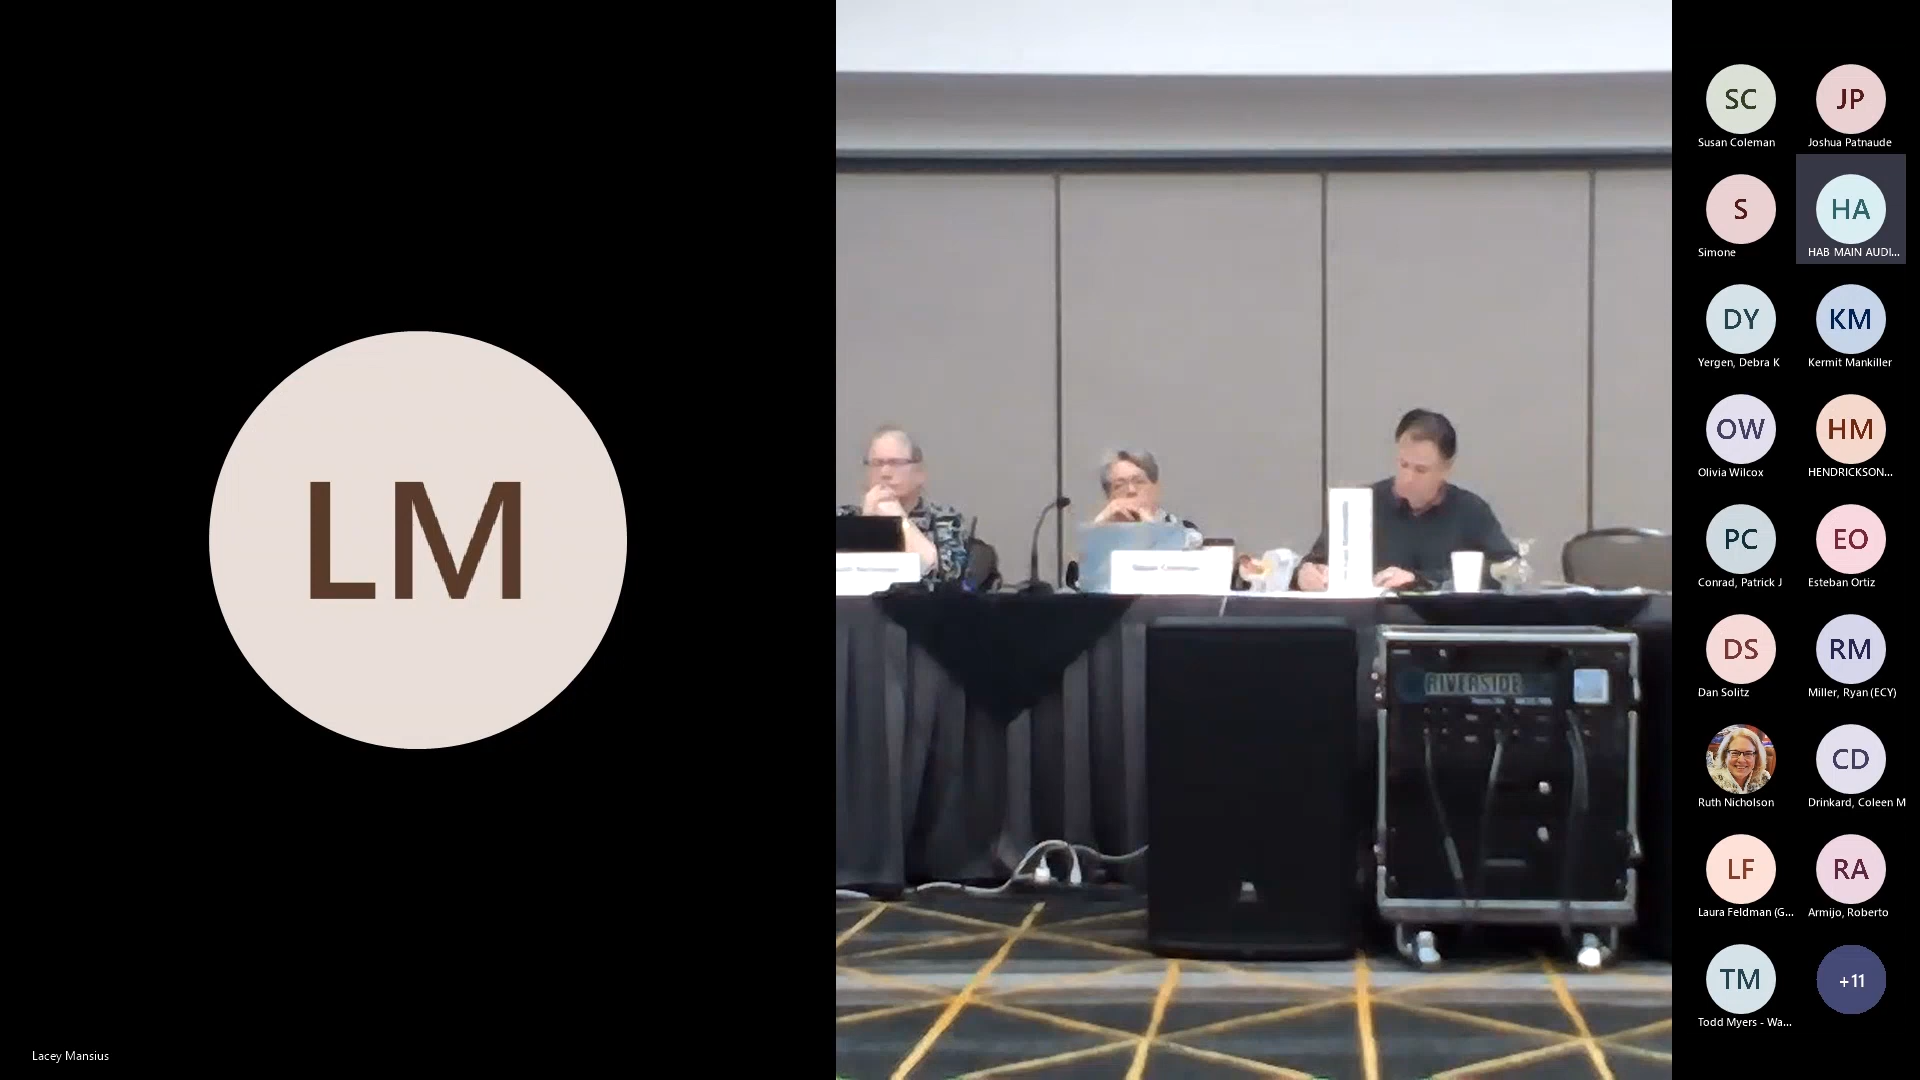 LM
Lacey Mansius
RIVERSIDE
SC
JP
Susan Coleman
Joshua Patnaude
S
HA
Simone
HAB MAIN AUDI...
DY
KM
Yergen, Debra K
Kermit Mankiller
OW
HM
Olivia Wilcox
HENDRICKSON...
PC
EO
Conrad, Patrick J
Esteban Ortiz
DS
RM
Dan Solitz
Miller, Ryan (ECY)
CD
Ruth Nicholson
Drinkard, Coleen M
LF
RA
Laura Feldman (G...
Armijo, Roberto
TM
+11
Todd Myers - Wa...